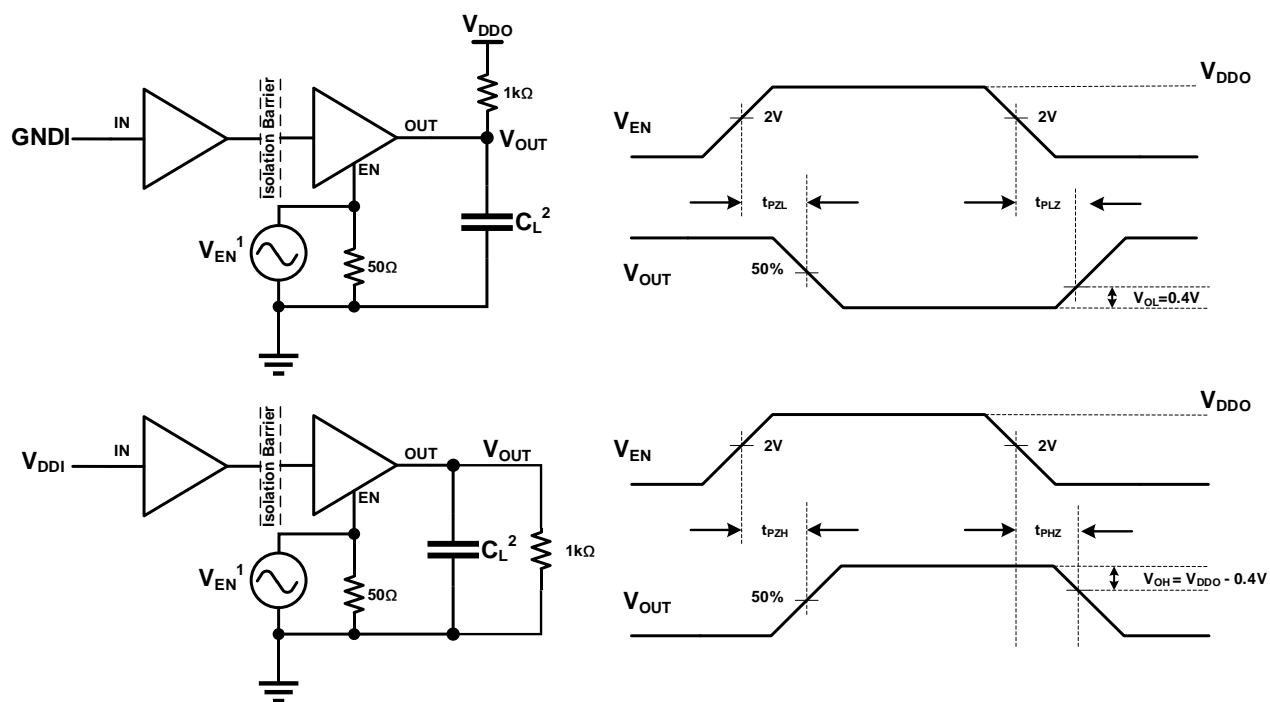 VDDO
1kΩ
GNDI
IN
Isolation Barrier
OUT
VOUT
EN
VEN1
50Ω
CL2
VDDO
VEN
2V
2V
tPZL
tPLZ
VOUT
50%
VOL=0.4V
VDDI
IN
Isolation Barrier
OUT
VOUT
EN
VEN1
50Ω
CL2
1kΩ
VDDO
VEN
2V
2V
tPZH
tPHZ
VOUT
50%
VOH = VDDO - 0.4V